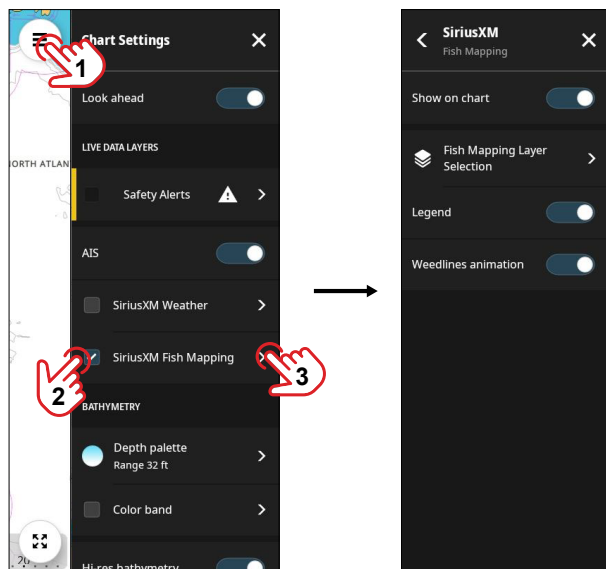 Chart Settings
1
Look ahead
LIVE DATA LAYERS
NORTH ATLAN
Safety Alerts
AIS
SiriusXM Weather
SiriusXM Fish Mapping
2
3
BATHYMETRY
Depth palette
Range 32 ft
Color band
20
Hi-res bathymetry
SiriusXM
Fish Mapping
Show on chart
Fish Mapping Layer
Selection
Legend
Weedlines animation